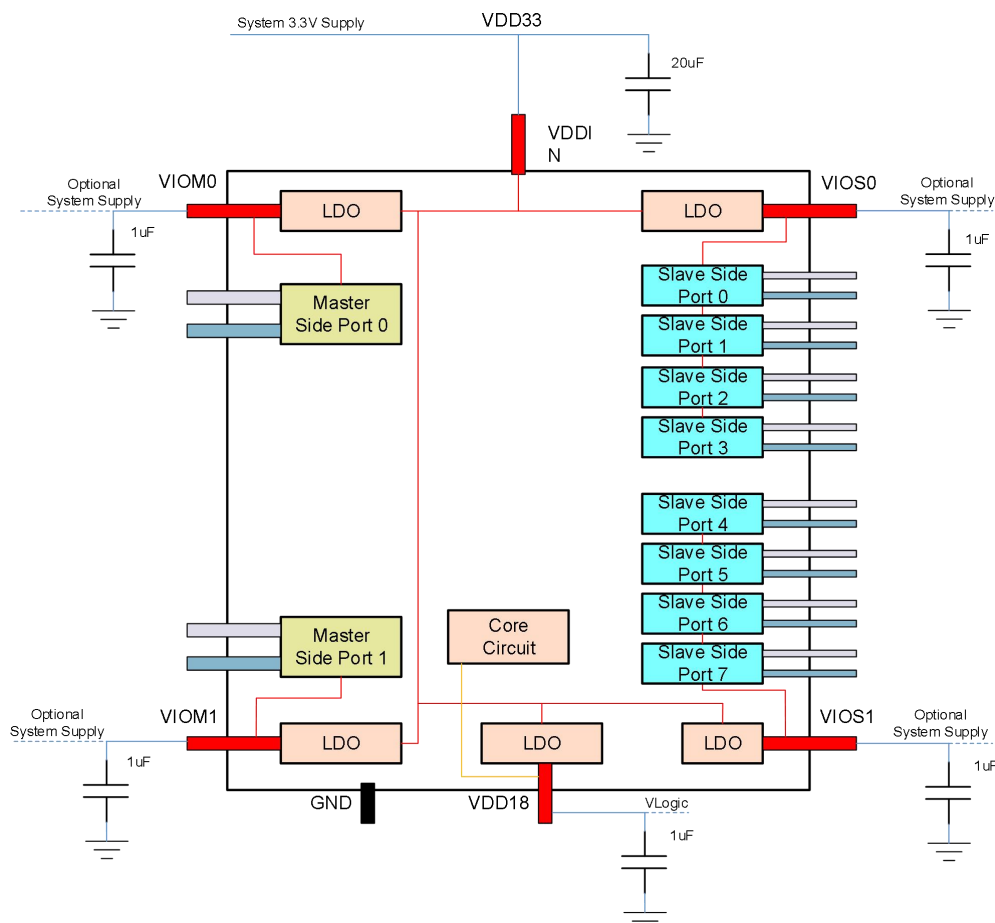 System 3.3V Supply
VDD33
20uF
VDDI
N
Optional
System Supply
VIOM0
1uF
LDO
LDO
VIOS0
Optional
System Supply
1uF
Master
Side Port 0
Slave Side
Port 0
Slave Side
Port 1
Slave Side
Port 2
Slave Side
Port 3
Slave Side
Port 4
Slave Side
Port 5
Slave Side
Port 6
Slave Side
Port 7
Master
Side Port 1
Core
Circuit
Optional
System Supply
VIOM1
1uF
LDO
LDO
LDO
VIOS1
Optional
System Supply
1uF
GND
VDD18
VLogic
1uF